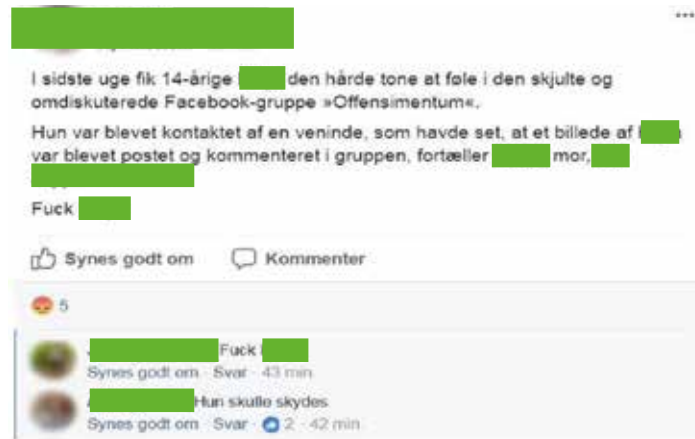 I sidste uge fik 14-årige den hårde tone at føle i den skjulte og
omdiskuterede Facebook-gruppe »Offensimentum«.
Hun var blevet kontaktet af en veninde, som havde set, at et billede af
var blevet postet og kommenteret i gruppen, fortæller mor,
Fuck
Synes godt om Kommenter
5
Fuck
Synes godt om · Svar · 43 min
Hun skulle skydes
Synes godt om · Svar · 2 · 42 min